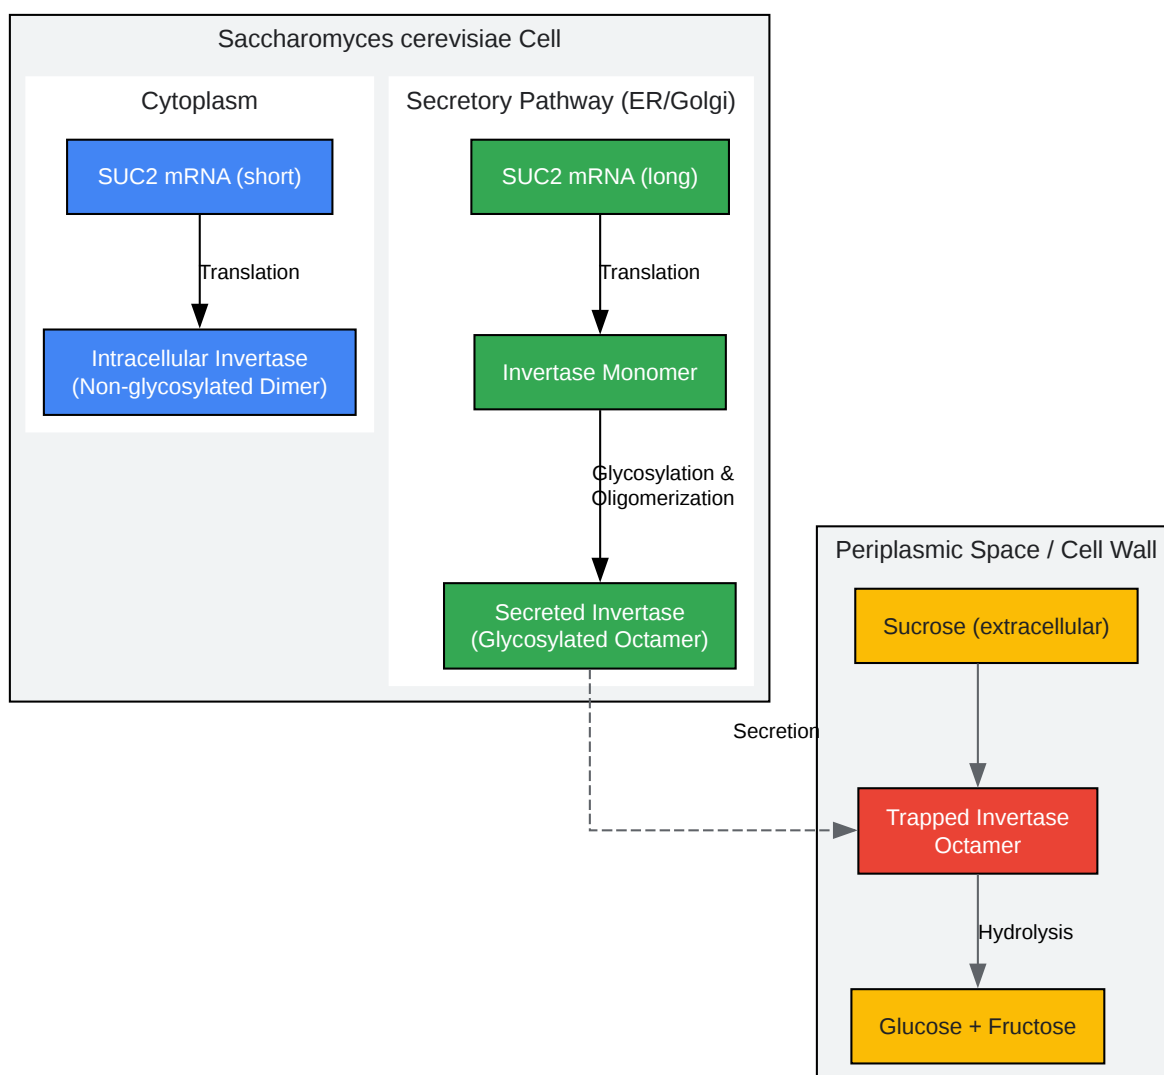 Saccharomyces cerevisiae Cell
Cytoplasm
SUC2 mRNA (short)
Translation
Intracellular Invertase
(Non-glycosylated Dimer)
Secretory Pathway (ER/Golgi)
SUC2 mRNA (long)
Translation
Invertase Monomer
Glycosylation &
Oligomerization
Secreted Invertase
(Glycosylated Octamer)
Secretion
Periplasmic Space / Cell Wall
Sucrose (extracellular)
Trapped Invertase
Octamer
Hydrolysis
Glucose + Fructose